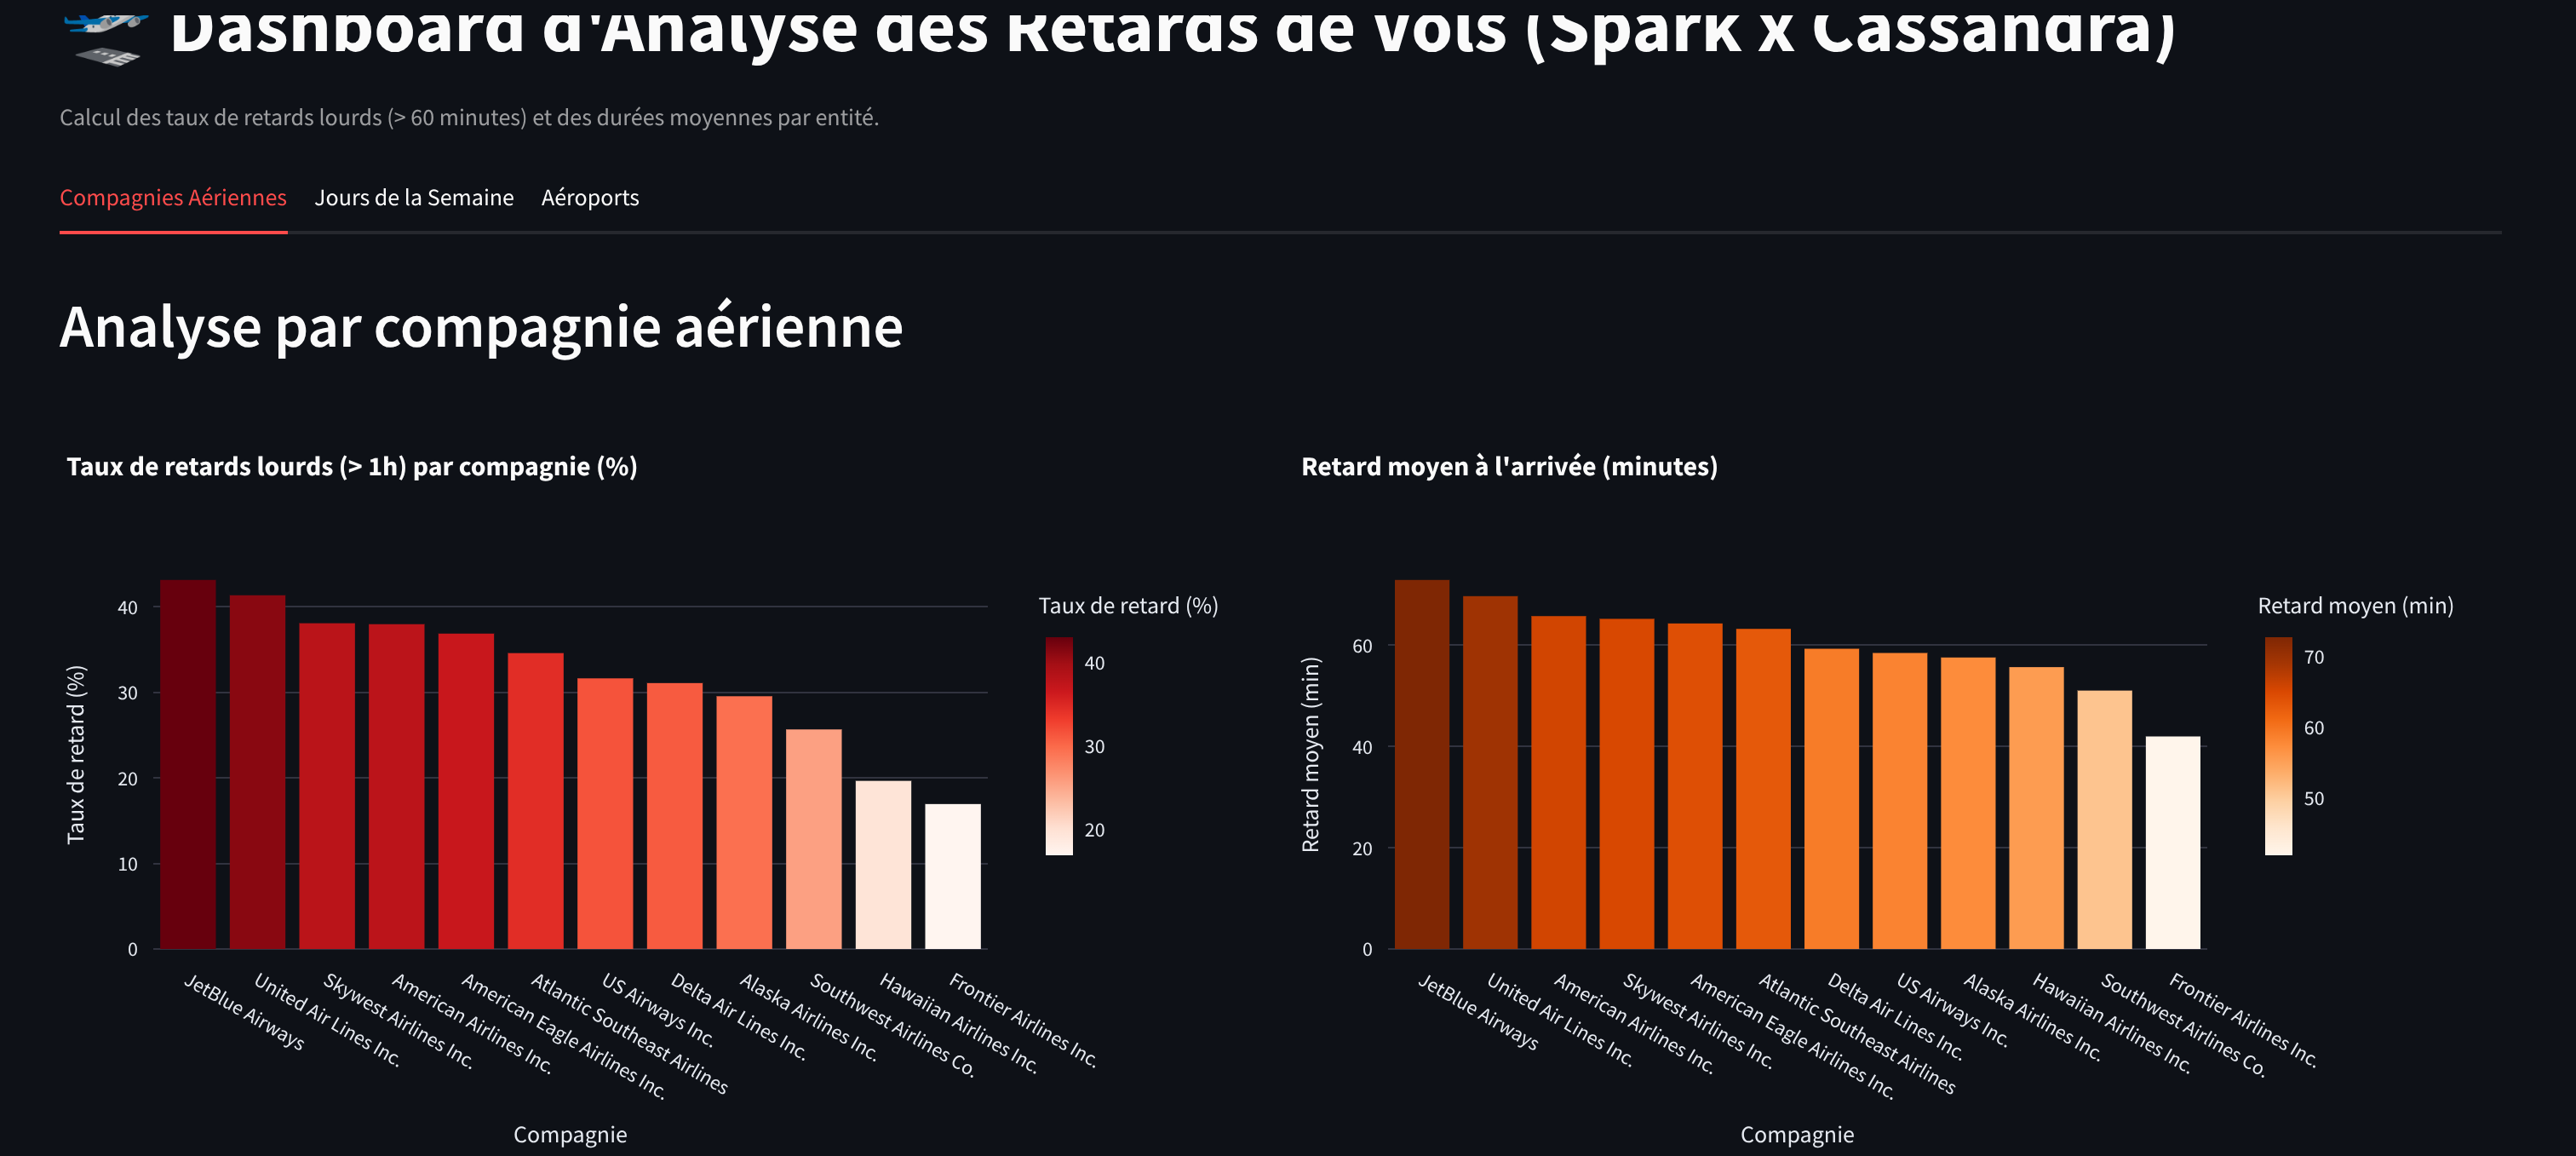 Dashboard d'Analyse des Retards de Vols (Spark x Cassandra)
Calcul des taux de retards lourds (> 60 minutes) et des durées moyennes par entité.
Compagnies Aériennes Jours de la Semaine Aéroports
Analyse par compagnie aérienne
Taux de retards lourds (> 1h) par compagnie (%)
Taux de retard (%)
40
30
20
10
0
JetBlue Airways
United Air Lines Inc.
Skywest Airlines Inc.
American Airlines Inc.
American Eagle Airlines Inc.
Atlantic Southeast Airlines
US Airways Inc.
Delta Air Lines Inc.
Alaska Airlines Inc.
Southwest Airlines Co.
Hawaiian Airlines Inc.
Frontier Airlines Inc.
Compagnie
Taux de retard (%)
40
30
20
Retard moyen à l'arrivée (minutes)
Retard moyen (min)
60
40
20
0
JetBlue Airways
United Air Lines Inc.
American Airlines Inc.
Skywest Airlines Inc.
American Eagle Airlines Inc.
Atlantic Southeast Airlines
Delta Air Lines Inc.
US Airways Inc.
Alaska Airlines Inc.
Hawaiian Airlines Inc.
Southwest Airlines Co.
Frontier Airlines Inc.
Compagnie
Retard moyen (min)
70
60
50